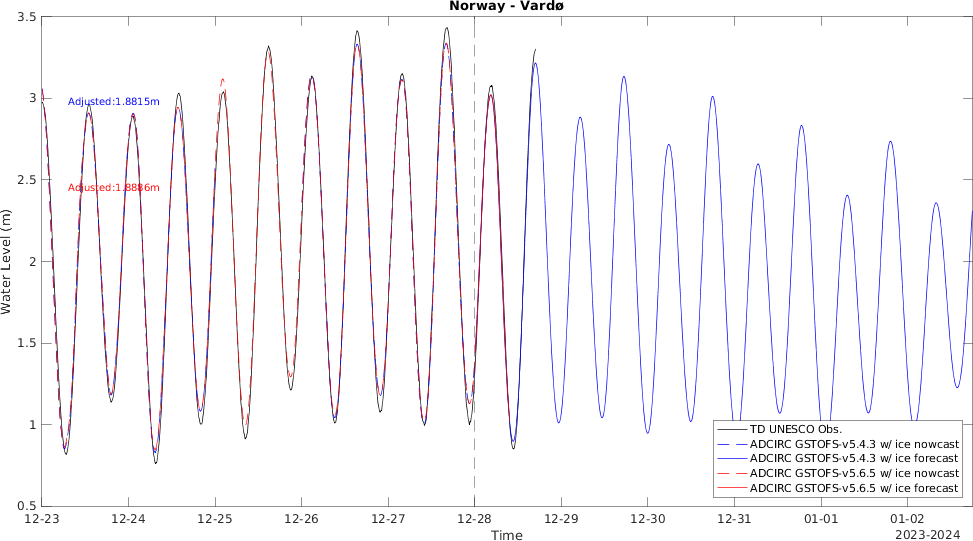 Norway - Vardø
3.5
3
2.5
2
1.5
1
0.5
Water Level (m)
Adjusted:1.8815m
Adjusted:1.8886m
TD UNESCO Obs.
ADCIRC GSTOFS-v5.4.3 w/ ice nowcast
ADCIRC GSTOFS-v5.4.3 w/ ice forecast
ADCIRC GSTOFS-v5.6.5 w/ ice nowcast
ADCIRC GSTOFS-v5.6.5 w/ ice forecast
12-23 12-24 12-25 12-26 12-27 12-28 12-29 12-30 12-31 01-01 01-02
Time
2023-2024